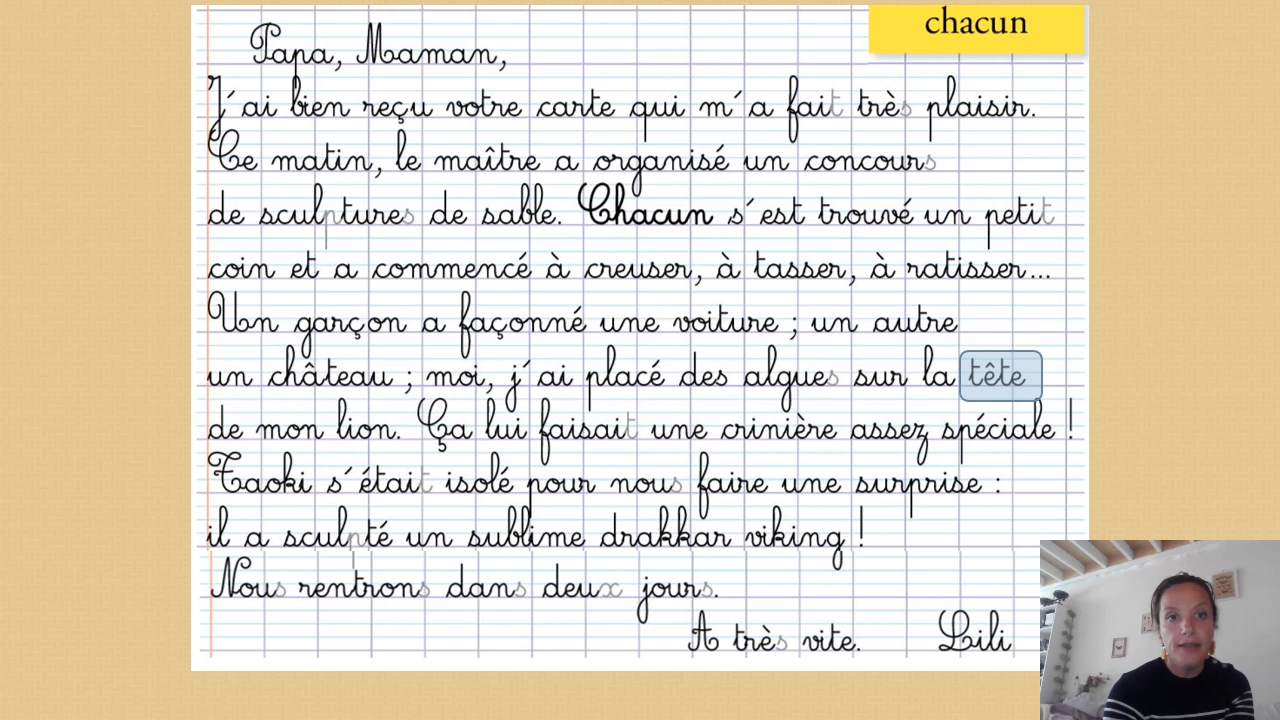 chacun
Papa, Maman,
J'ai bien reçu votre carte qui m'a fait très plaisir.
Ce matin, le maître a organisé un concours
de sculptures de sable. Chacun s'est trouvé un petit
coin et a commencé à creuser, à tasser, à ratisser...
Un garçon a façonné une voiture ; un autre
un château ; moi, j'ai placé des algues sur la tête
de mon lion. Ça lui faisait une crinière assez spéciale !
Taoki s'était isolé pour nous faire une surprise :
il a sculpté un sublime drakkar viking !
Nous rentrons dans deux jours.
A très vite. Lili